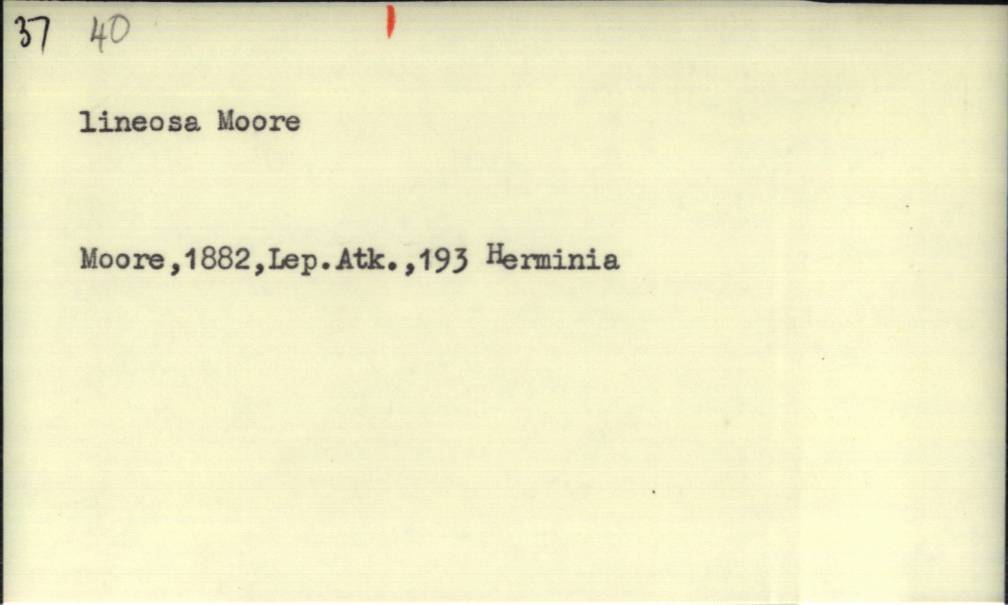 37 40
lineosa Moore
Moore,1882,Lep.Atk.,193 Herminia